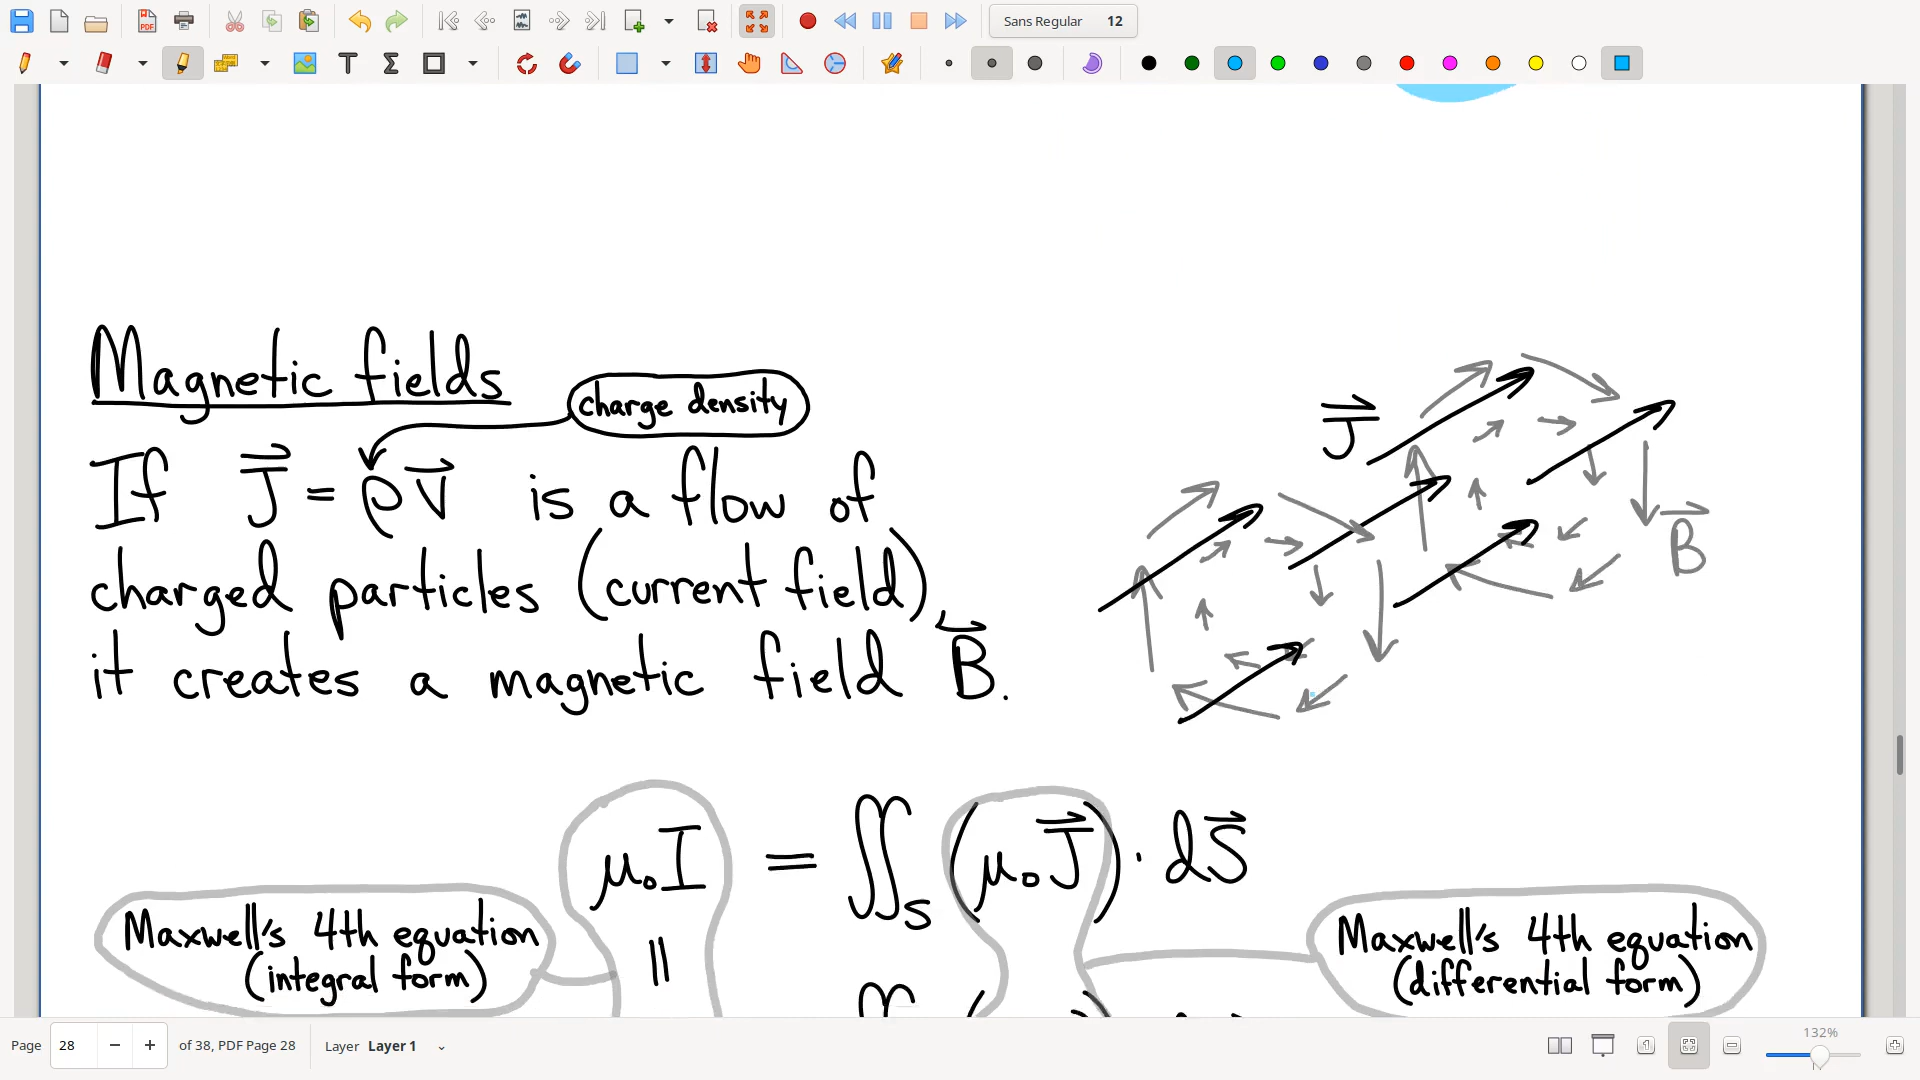 Sans Regular 12
Magnetic fields
charge density
If J⃗ = ρv⃗ is a flow of
charged particles (current field)
it creates a magnetic field B⃗.
J⃗
B⃗
μ₀I = ∬ₛ (μ₀J⃗) · dS⃗
Maxwell's 4th equation
(integral form)
||
Maxwell's 4th equation
(differential form)
Page 28 − + of 38, PDF Page 28 Layer Layer 1
132%